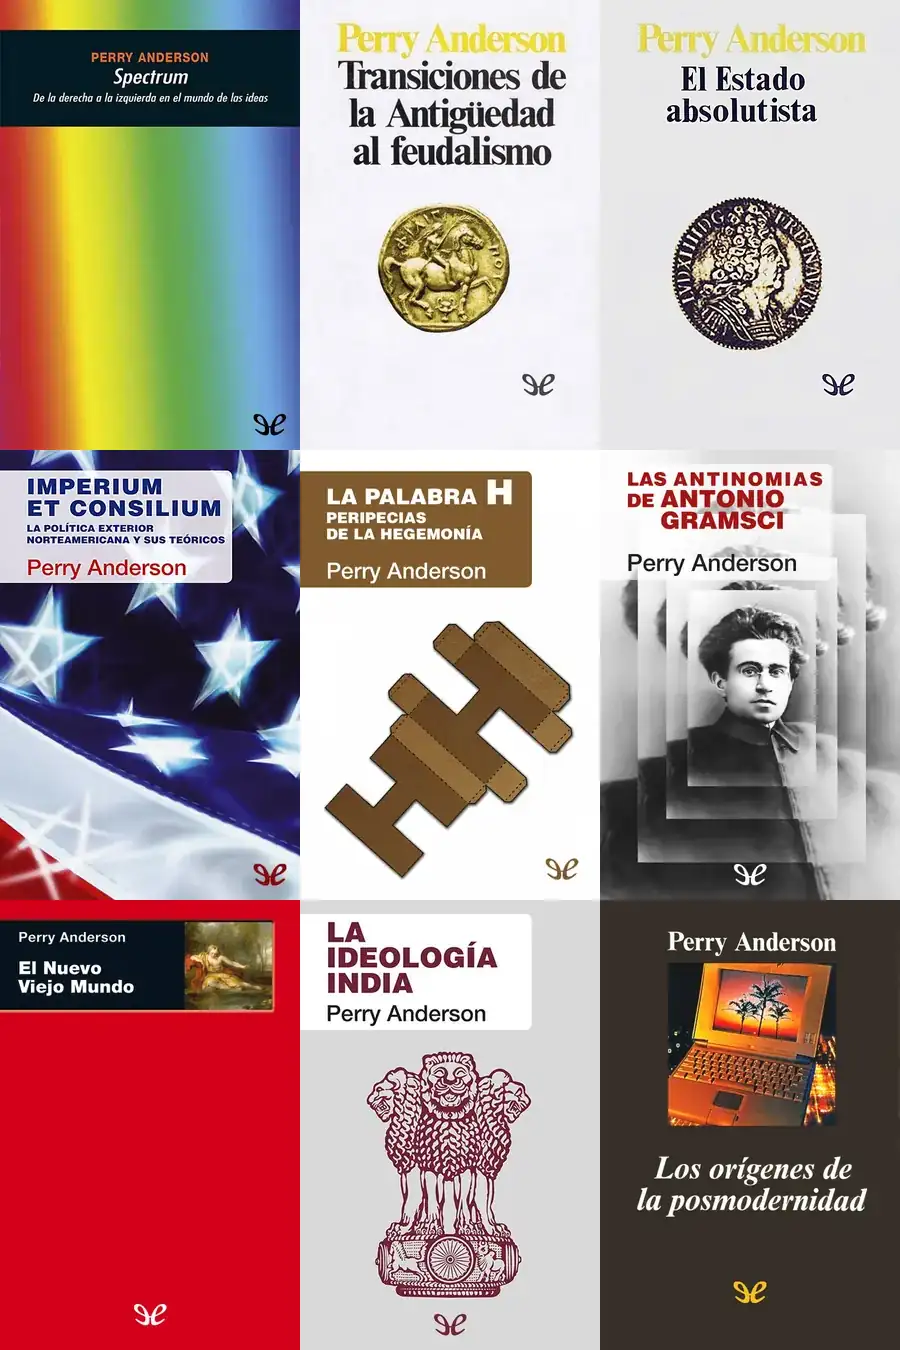 PERRY ANDERSON
Spectrum
De la derecha a la izquierda en el mundo de las ideas
Perry Anderson
Transiciones de
la Antigüedad
al feudalismo
Perry Anderson
El Estado
absolutista
IMPERIUM
ET CONSILIUM
LA POLÍTICA EXTERIOR
NORTEAMERICANA Y SUS TEÓRICOS
Perry Anderson
LA PALABRA H
PERIPECIAS
DE LA HEGEMONÍA
Perry Anderson
LAS ANTINOMIAS
DE ANTONIO
GRAMSCI
Perry Anderson
Perry Anderson
El Nuevo
Viejo Mundo
LA
IDEOLOGÍA
INDIA
Perry Anderson
Perry Anderson
Los orígenes de
la posmodernidad